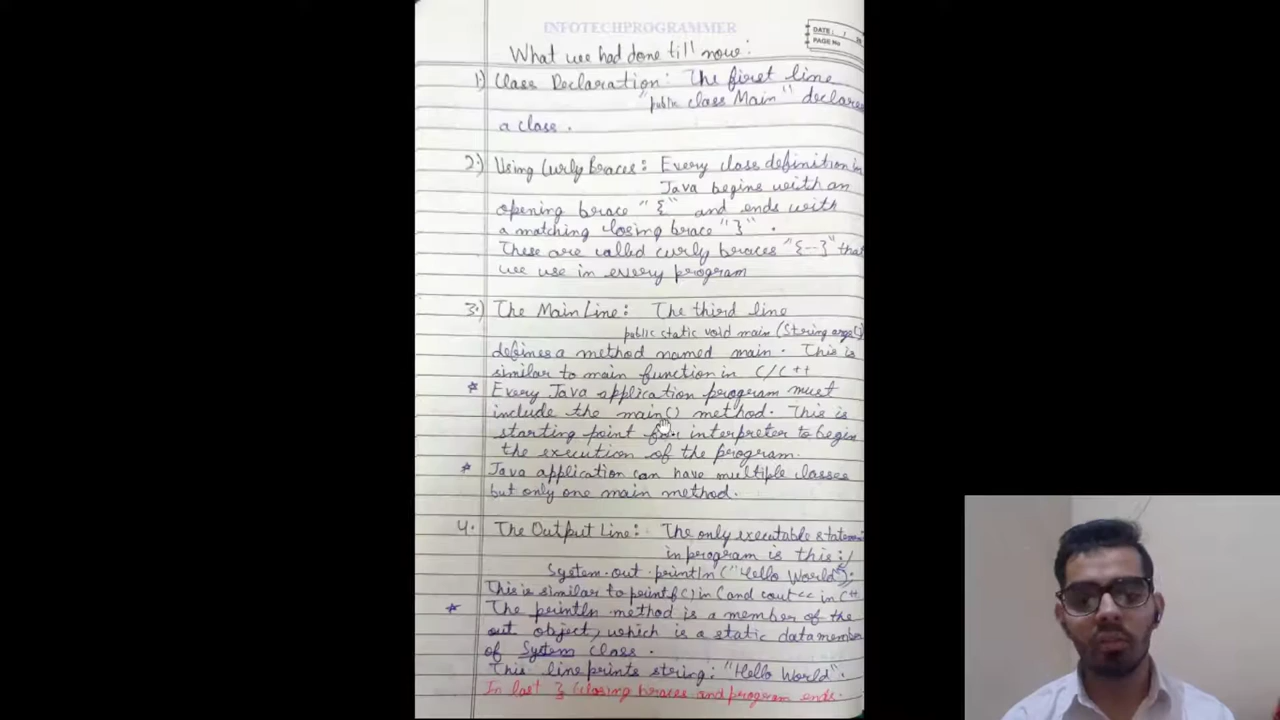 INFOTECHPROGRAMMER
DATE: / 20
PAGE No
What we had done till now:
1.) Class Declaration: The first line
"public class Main" declares
a class.
2.) Using Curly Braces: Every class definition in
Java begins with an
opening brace "{" and ends with
a matching closing brace "}".
These are called curly braces "{--}" that
we use in every program
3.) The Main Line: The third line
public static void main (String args[])
defines a method named main. This is
similar to main function in C/C++
* Every Java application program must
include the main() method. This is
starting point for interpreter to begin
the execution of the program.
* Java application can have multiple classes
but only one main method.
4. The Output Line: The only executable statement
in program is this:/
System.out.println("Hello World");
This is similar to printf() in C and cout<< in C++
* The println method is a member of the
out object, which is a static data member
of System class.
This line prints string: "Hello World".
In last } closing braces and program ends.